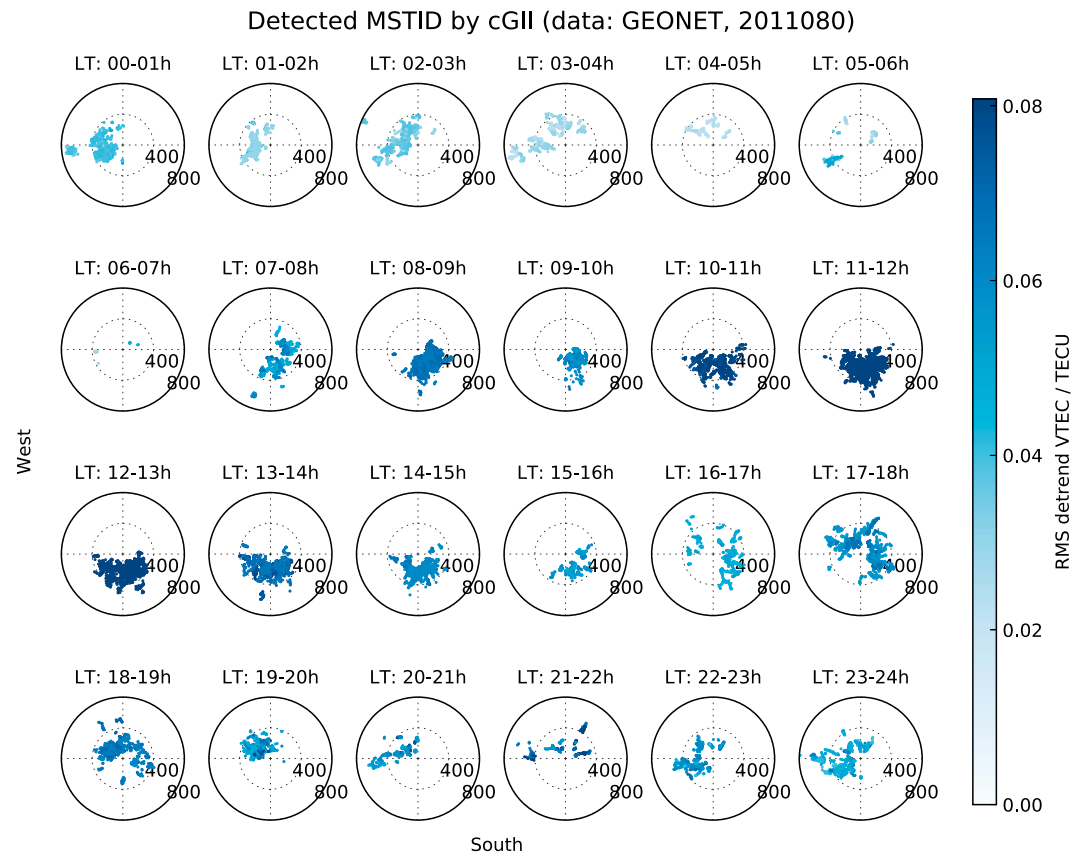 Detected MSTID by cGII (data: GEONET, 2011080)
LT: 00-01h LT: 01-02h LT: 02-03h LT: 03-04h LT: 04-05h LT: 05-06h
400 400 400 400 400 400
800 800 800 800 800 800
LT: 06-07h LT: 07-08h LT: 08-09h LT: 09-10h LT: 10-11h LT: 11-12h
400 400 400 400 400 400
800 800 800 800 800 800
LT: 12-13h LT: 13-14h LT: 14-15h LT: 15-16h LT: 16-17h LT: 17-18h
400 400 400 400 400 400
800 800 800 800 800 800
LT: 18-19h LT: 19-20h LT: 20-21h LT: 21-22h LT: 22-23h LT: 23-24h
400 400 400 400 400 400
800 800 800 800 800 800
West
South
0.08
0.06
0.04
0.02
0.00
RMS detrend VTEC / TECU